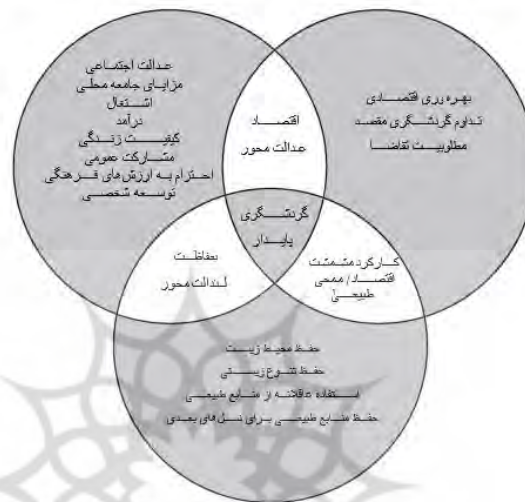 عدالت اجتماعی
مزایای جامعه محلی
اشتغال
درآمد
کیفیت زندگی
مشارکت عمومی
احترام به ارزش‌های فرهنگی
توسعه شخصی
اقتصاد
عدالت محور
بهره‌وری اقتصادی
تداوم گردشگری مقصد
مطلوبیت تقاضا
گردشگری
پایدار
حفاظت
عدالت محور
کارکرد مثبت
اقتصاد/
طبیعی
حفظ محیط زیست
حفظ تنوع زیستی
استفاده عاقلانه از منابع طبیعی
حفظ منابع طبیعی برای نسل‌های بعدی